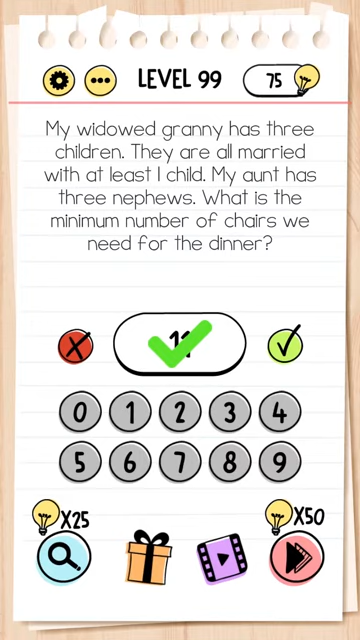 LEVEL 99
75
My widowed granny has three
children. They are all married
with at least 1 child. My aunt has
three nephews. What is the
minimum number of chairs we
need for the dinner?
0 1 2 3 4
5 6 7 8 9
X25
X50